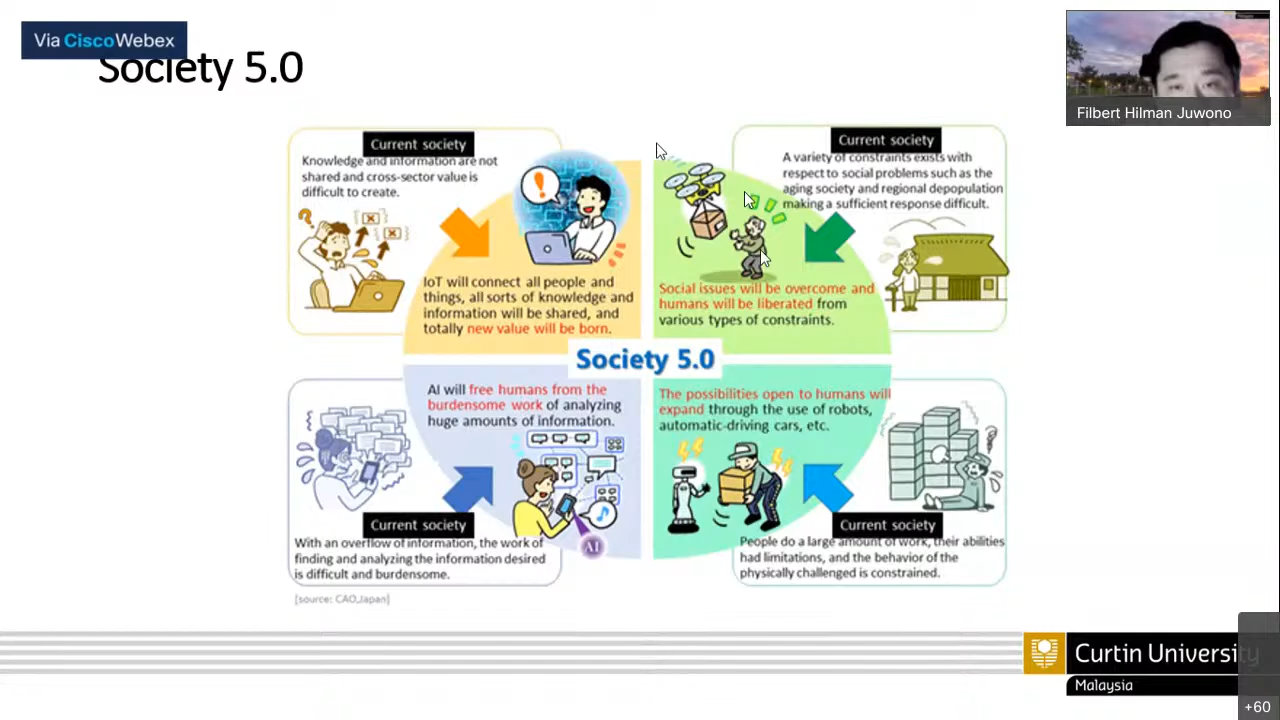 Via CiscoWebex
Society 5.0
Filbert Hilman Juwono
Current society
Knowledge and information are not
shared and cross-sector value is
difficult to create.
IoT will connect all people and
things, all sorts of knowledge and
information will be shared, and
totally new value will be born.
Current society
A variety of constraints exists with
respect to social problems such as the
aging society and regional depopulation
making a sufficient response difficult.
Social issues will be overcome and
humans will be liberated from
various types of constraints.
Society 5.0
AI will free humans from the
burdensome work of analyzing
huge amounts of information.
AI
Current society
With an overflow of information, the work of
finding and analyzing the information desired
is difficult and burdensome.
The possibilities open to humans will
expand through the use of robots,
automatic-driving cars, etc.
Current society
People do a large amount of work, their abilities
had limitations, and the behavior of the
physically challenged is constrained.
[source: CAO,Japan]
Curtin University
Malaysia
+60